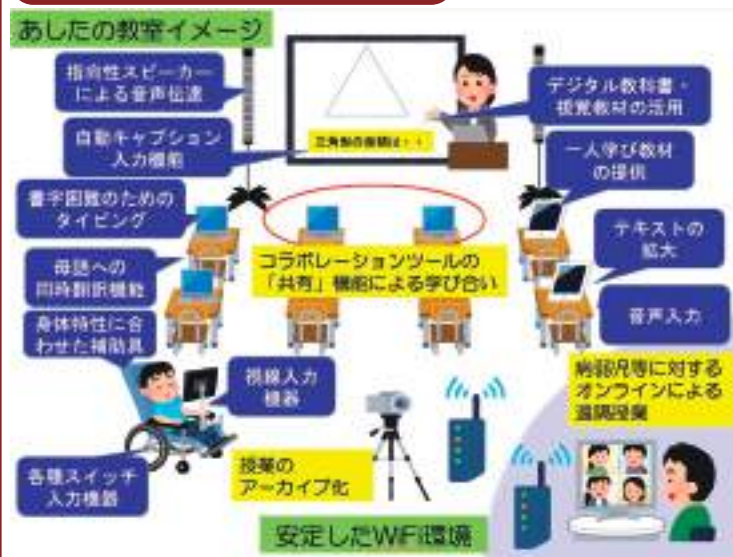 あしたの教室イメージ
指向性スピーカー
による音声伝達
自動キャプション
入力機能
三角形の面積は・・
デジタル教科書・
視覚教材の活用
一人学び教材
の提供
書字困難のための
タイピング
母語への
同時翻訳機能
コラボレーションツールの
「共有」機能による学び合い
テキストの
拡大
音声入力
身体特性に合
わせた補助具
視線入力
機器
各種スイッチ
入力機器
授業の
アーカイブ化
病弱児等に対する
オンラインによる
遠隔授業
安定したWiFi環境